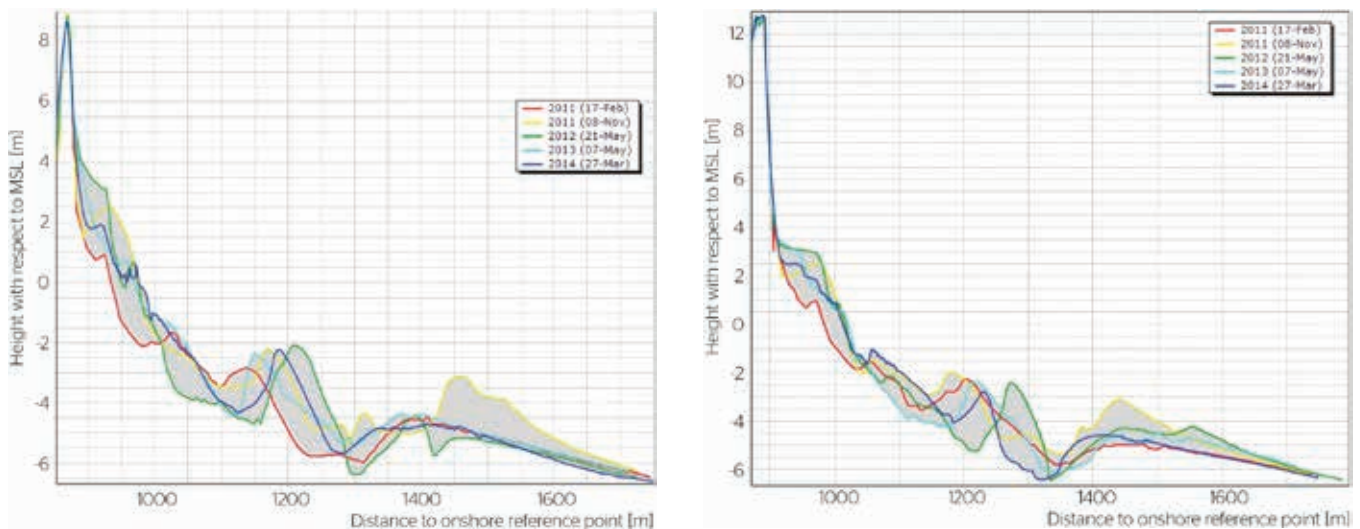 8
6
4
2
0
-2
-4
-6
Height with respect to MSL [m]
2011 (17-Feb)
2011 (08-Nov)
2012 (21-May)
2013 (07-May)
2014 (27-Mar)
1000 1200 1400 1600
Distance to onshore reference point [m]
12
10
12
6
4
2
0
-2
-4
-6
Height with respect to MSL [m]
2011 (17-Feb)
2011 (08-Nov)
2012 (21-May)
2013 (07-May)
2014 (27-Mar)
1000 1200 1400 1600
Distance to onshore reference point [m]